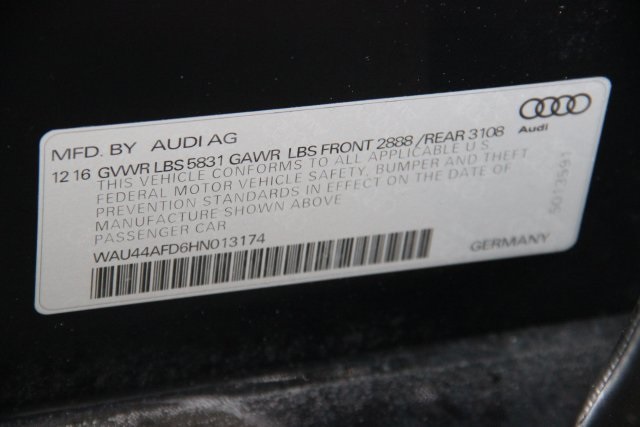 MFD. BY AUDI AG
12 16 GVWR LBS 5831 GAWR LBS FRONT 2888 /REAR 3108
THIS VEHICLE CONFORMS TO ALL APPLICABLE U.S.
FEDERAL MOTOR VEHICLE SAFETY, BUMPER AND THEFT
PREVENTION STANDARDS IN EFFECT ON THE DATE OF
MANUFACTURE SHOWN ABOVE
PASSENGER CAR
WAU44AFD6HN013174
Audi
GERMANY